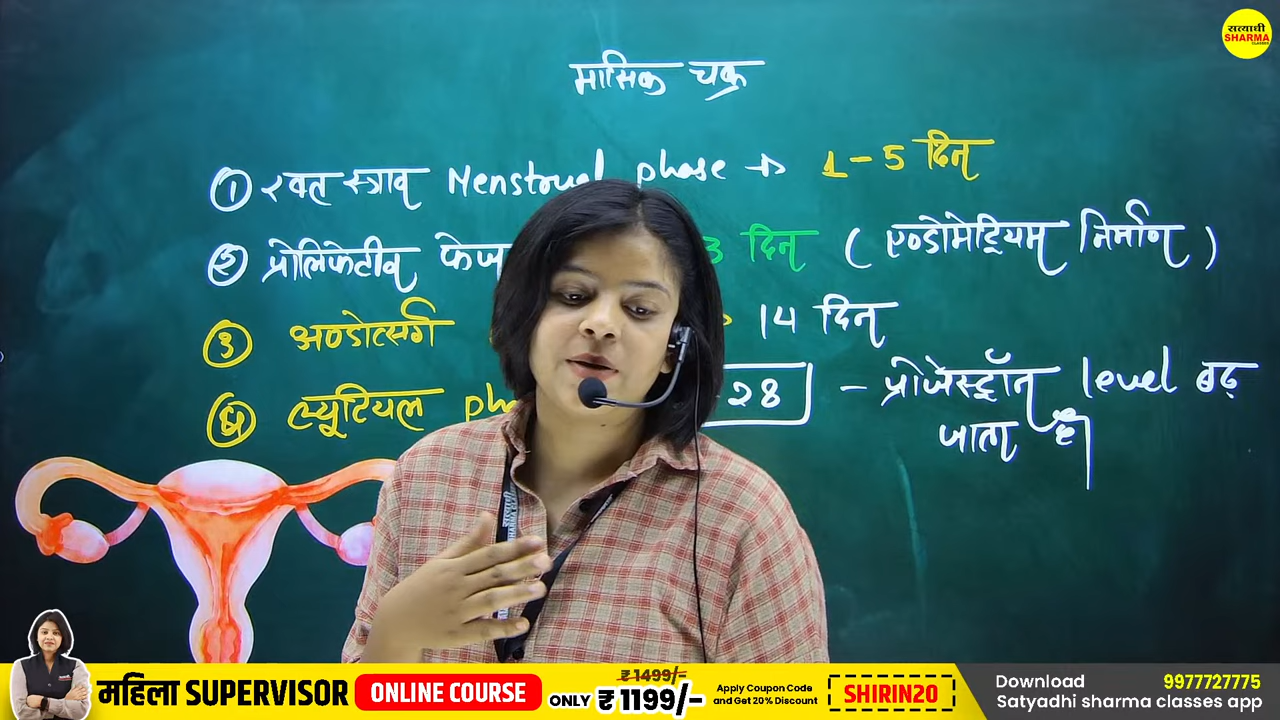 सत्याधी
SHARMA
CLASSES
मासिक चक्र
① रक्त स्त्राव Menstrual phase → 1-5 दिन
② प्रोलिफेटीव फेज 3 दिन (एण्डोमेट्रियम निर्माण)
③ अण्डोत्सर्ग → 14 दिन
④ ल्यूटियल ph 28 - प्रोजेस्ट्रॉन level बढ़
जाता है|
महिला SUPERVISOR
ONLINE COURSE
₹1499/-
ONLY ₹1199/-
Apply Coupon Code
and Get 20% Discount
SHIRIN20
Download 9977727775
Satyadhi sharma classes app